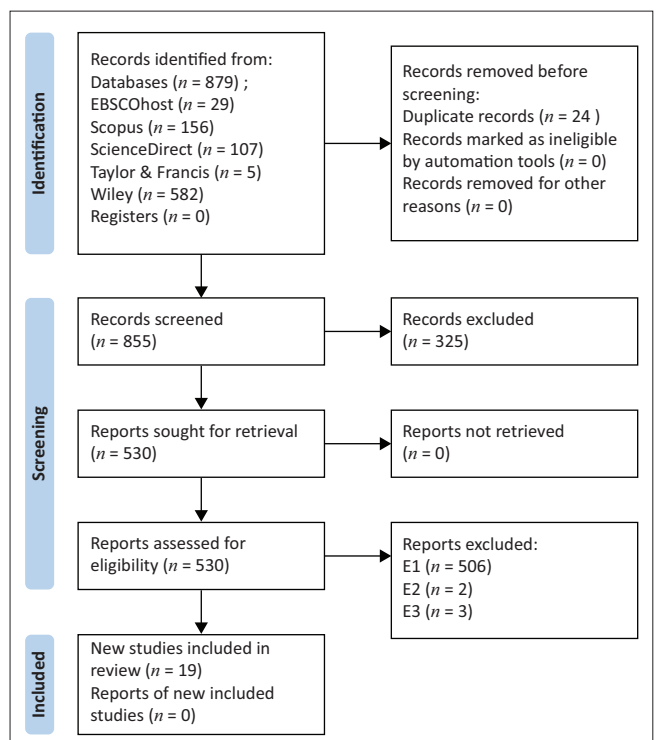 Identification
Records identified from:
Databases (n = 879) ;
EBSCOhost (n = 29)
Scopus (n = 156)
ScienceDirect (n = 107)
Taylor & Francis (n = 5)
Wiley (n = 582)
Registers (n = 0)
Records removed before
screening:
Duplicate records (n = 24 )
Records marked as ineligible
by automation tools (n = 0)
Records removed for other
reasons (n = 0)
Screening
Records screened
(n = 855)
Records excluded
(n = 325)
Reports sought for retrieval
(n = 530)
Reports not retrieved
(n = 0)
Reports assessed for
eligibility (n = 530)
Reports excluded:
E1 (n = 506)
E2 (n = 2)
E3 (n = 3)
Included
New studies included in
review (n = 19)
Reports of new included
studies (n = 0)